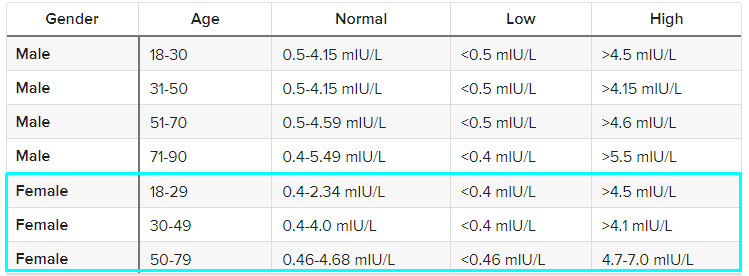 Gender Age Normal Low High
Male 18-30 0.5-4.15 mIU/L <0.5 mIU/L >4.5 mIU/L
Male 31-50 0.5-4.15 mIU/L <0.5 mIU/L >4.15 mIU/L
Male 51-70 0.5-4.59 mIU/L <0.5 mIU/L >4.6 mIU/L
Male 71-90 0.4-5.49 mIU/L <0.4 mIU/L >5.5 mIU/L
Female 18-29 0.4-2.34 mIU/L <0.4 mIU/L >4.5 mIU/L
Female 30-49 0.4-4.0 mIU/L <0.4 mIU/L >4.1 mIU/L
Female 50-79 0.46-4.68 mIU/L <0.46 mIU/L 4.7-7.0 mIU/L